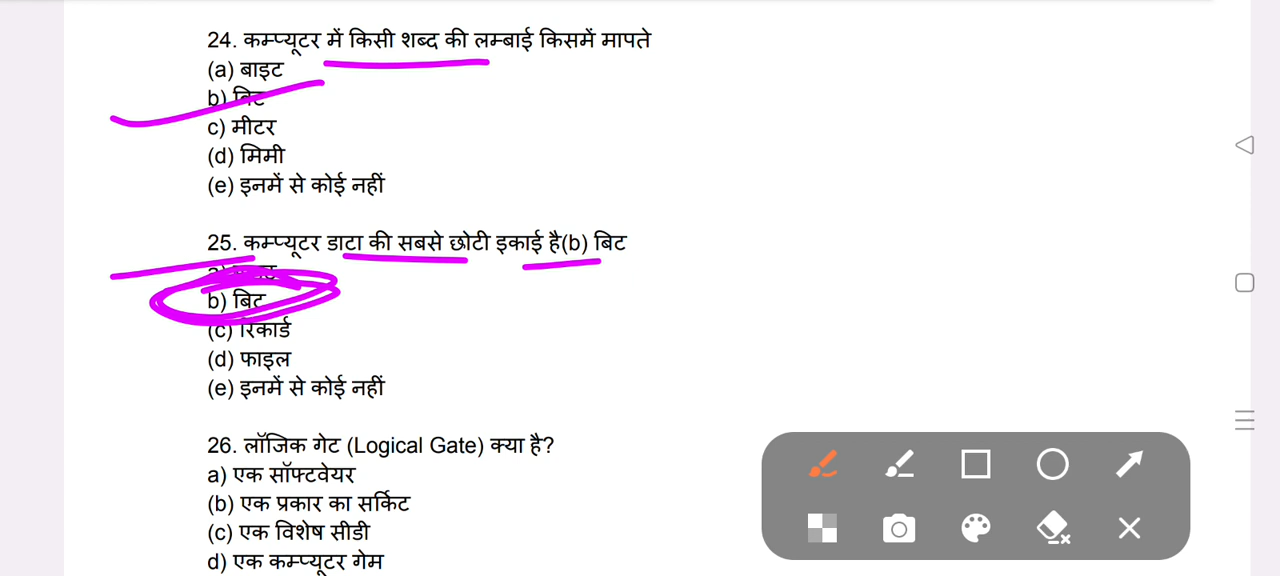 24. कम्प्यूटर में किसी शब्द की लम्बाई किसमें मापते
(a) बाइट
b) बिट
c) मीटर
(d) मिमी
(e) इनमें से कोई नहीं
25. कम्प्यूटर डाटा की सबसे छोटी इकाई है(b) बिट
a)
b) बिट
(c) रिकार्ड
(d) फाइल
(e) इनमें से कोई नहीं
26. लॉजिक गेट (Logical Gate) क्या है?
a) एक सॉफ्टवेयर
(b) एक प्रकार का सर्किट
(c) एक विशेष सीडी
d) एक कम्प्यूटर गेम